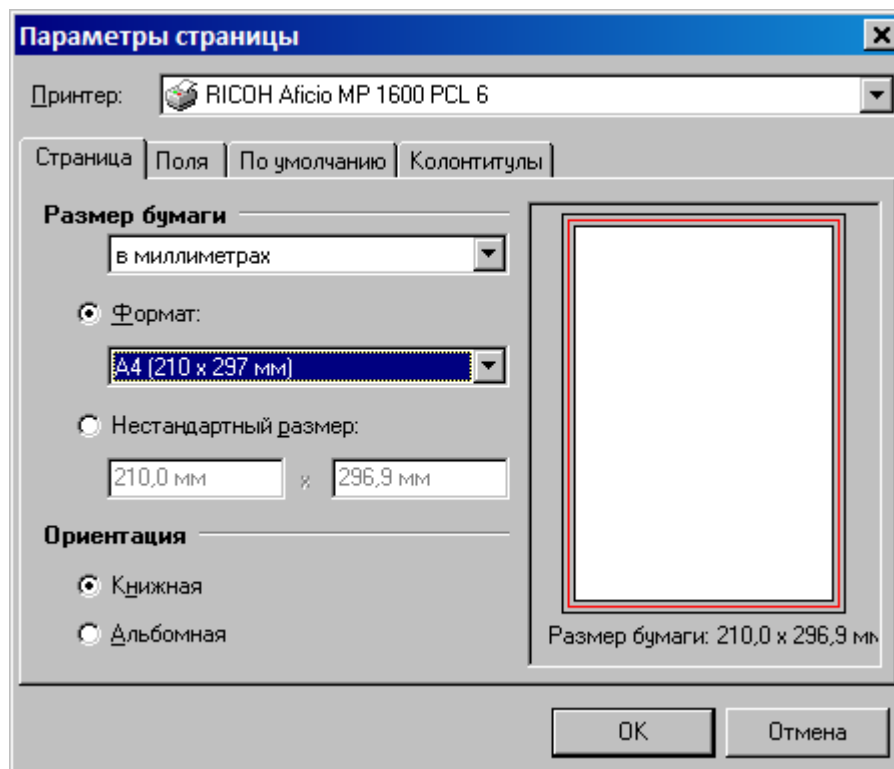 Параметры страницы
Принтер: RICOH Aficio MP 1600 PCL 6
Страница Поля По умолчанию Колонтитулы
Размер бумаги
в миллиметрах
Формат:
A4 (210 x 297 мм)
Нестандартный размер:
210,0 мм x 296,9 мм
Ориентация
Книжная
Альбомная
Размер бумаги: 210,0 x 296,9 мм
OK Отмена